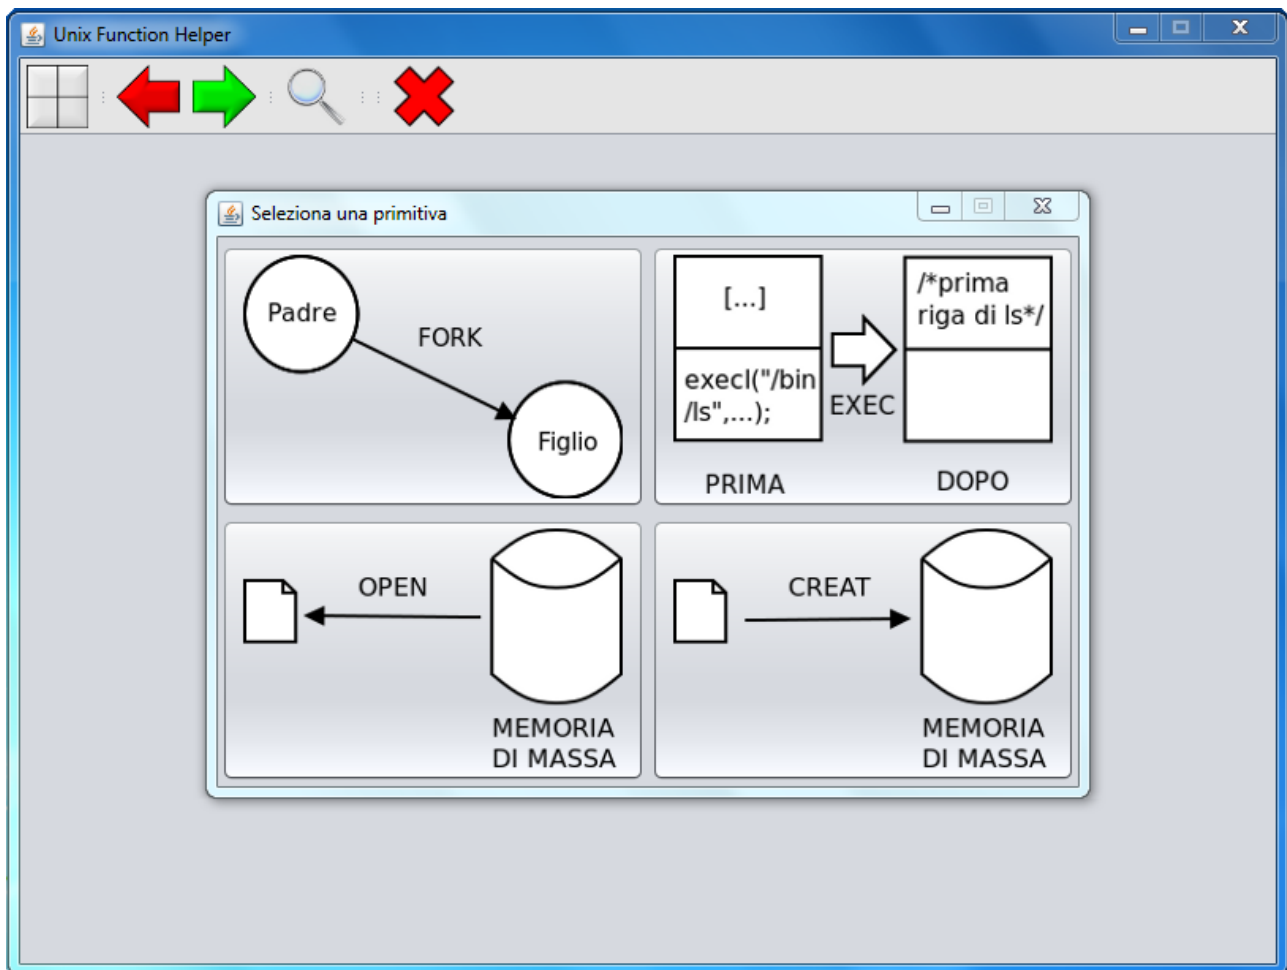 Unix Function Helper
Seleziona una primitiva
Padre
FORK
Figlio
[...]
execl("/bin
/ls",...);
PRIMA
EXEC
/*prima
riga di ls*/
DOPO
OPEN
MEMORIA
DI MASSA
CREAT
MEMORIA
DI MASSA